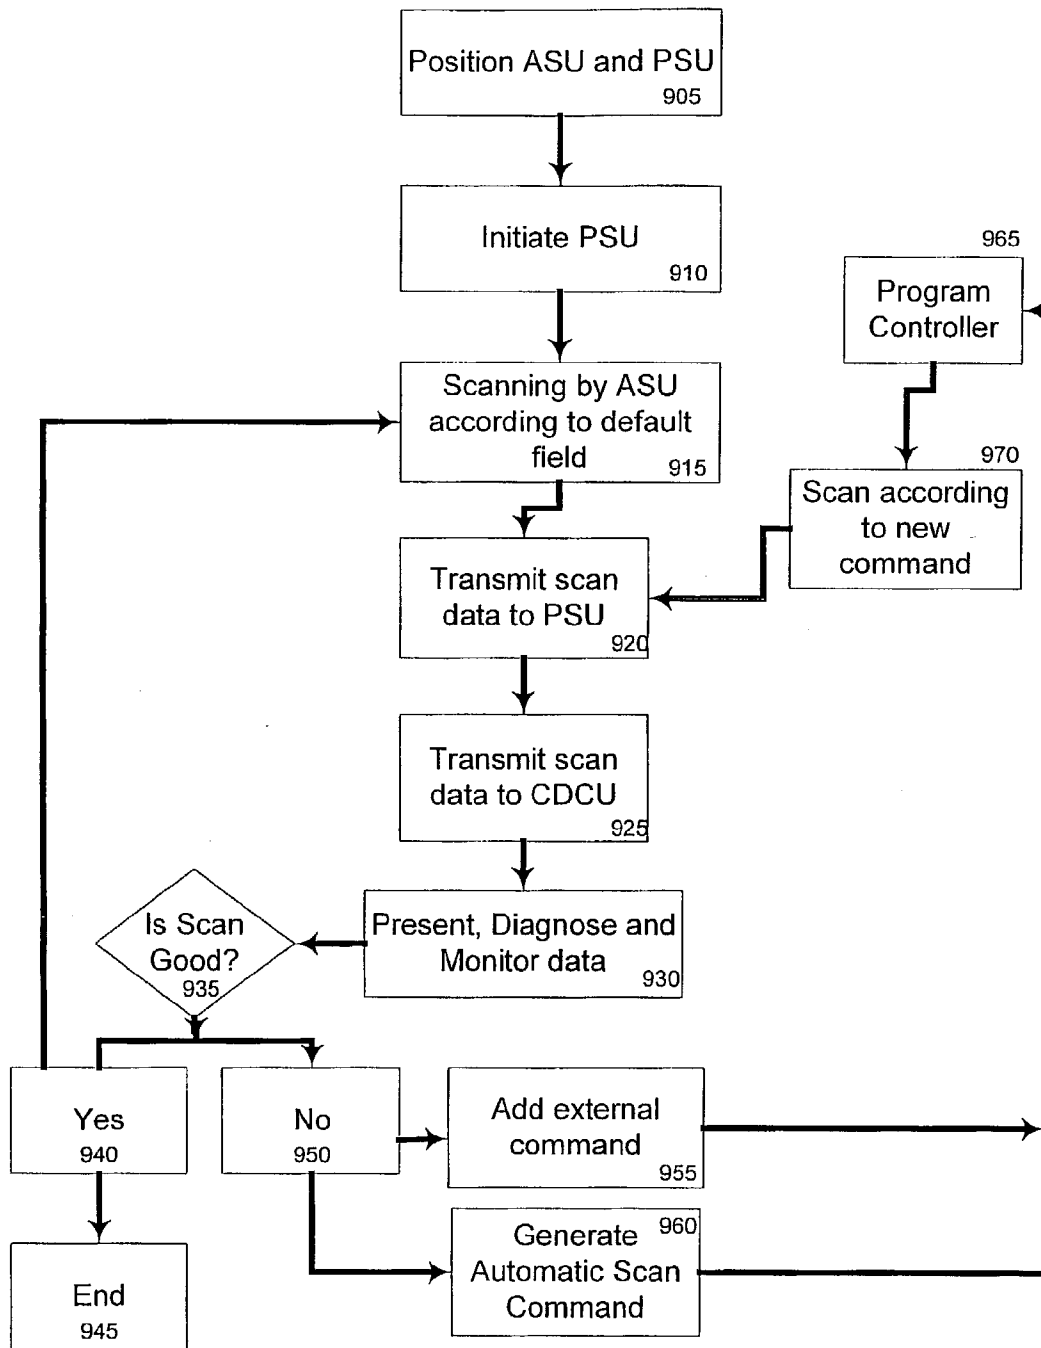 Position ASU and PSU
905
Initiate PSU
910
965
Program
Controller
Scanning by ASU
according to default
field
915
970
Scan according
to new
command
Transmit scan
data to PSU
920
Transmit scan
data to CDCU
925
Is Scan
Good?
935
Present, Diagnose and
Monitor data
930
Yes
940
No
950
Add external
command
955
Generate
Automatic Scan
Command
960
End
945